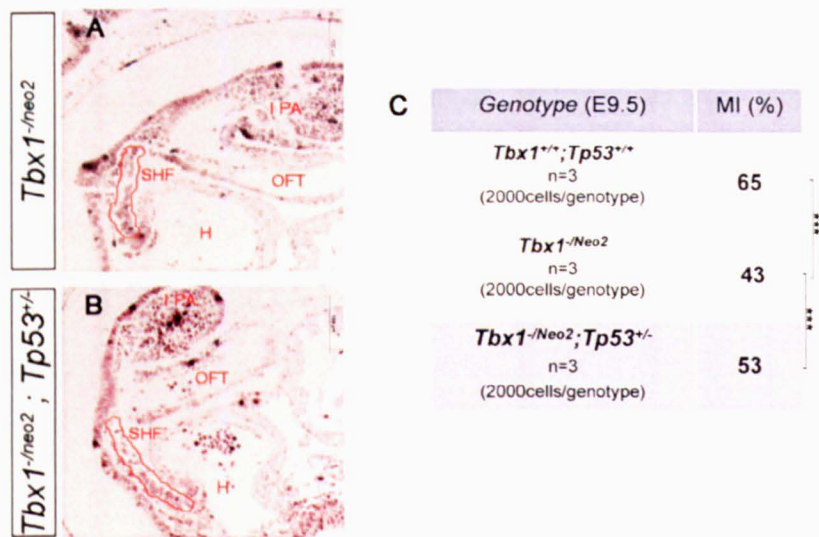 Tbx1-/neo2
A
I PA
SHF
OFT
H
Tbx1-/neo2 ; Tp53+/-
B
I PA
OFT
SHF
H
C
Genotype (E9.5) MI (%)
Tbx1+/+;Tp53+/+
n=3
(2000cells/genotype)
65
Tbx1-/Neo2
n=3
(2000cells/genotype)
43
Tbx1-/Neo2;Tp53+/-
n=3
(2000cells/genotype)
53
***
***